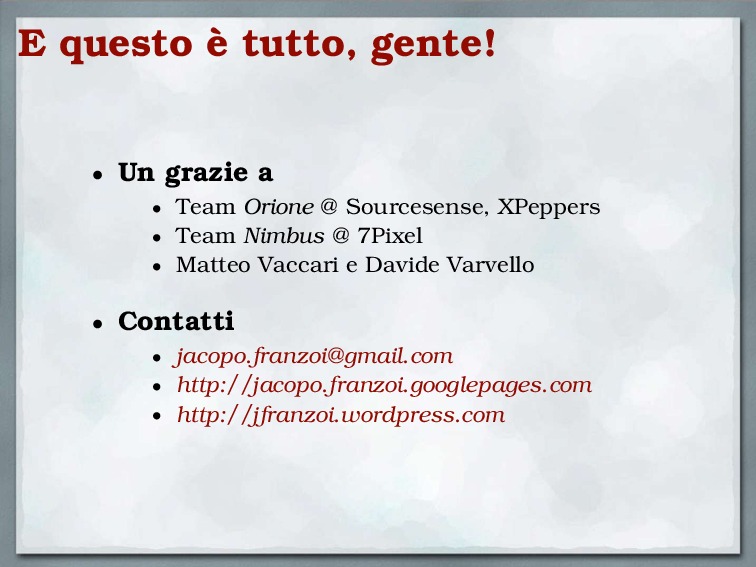 E questo è tutto, gente!
• Un grazie a
• Team Orione @ Sourcesense, XPeppers
• Team Nimbus @ 7Pixel
• Matteo Vaccari e Davide Varvello
• Contatti
• jacopo.franzoi@gmail.com
• http://jacopo.franzoi.googlepages.com
• http://jfranzoi.wordpress.com